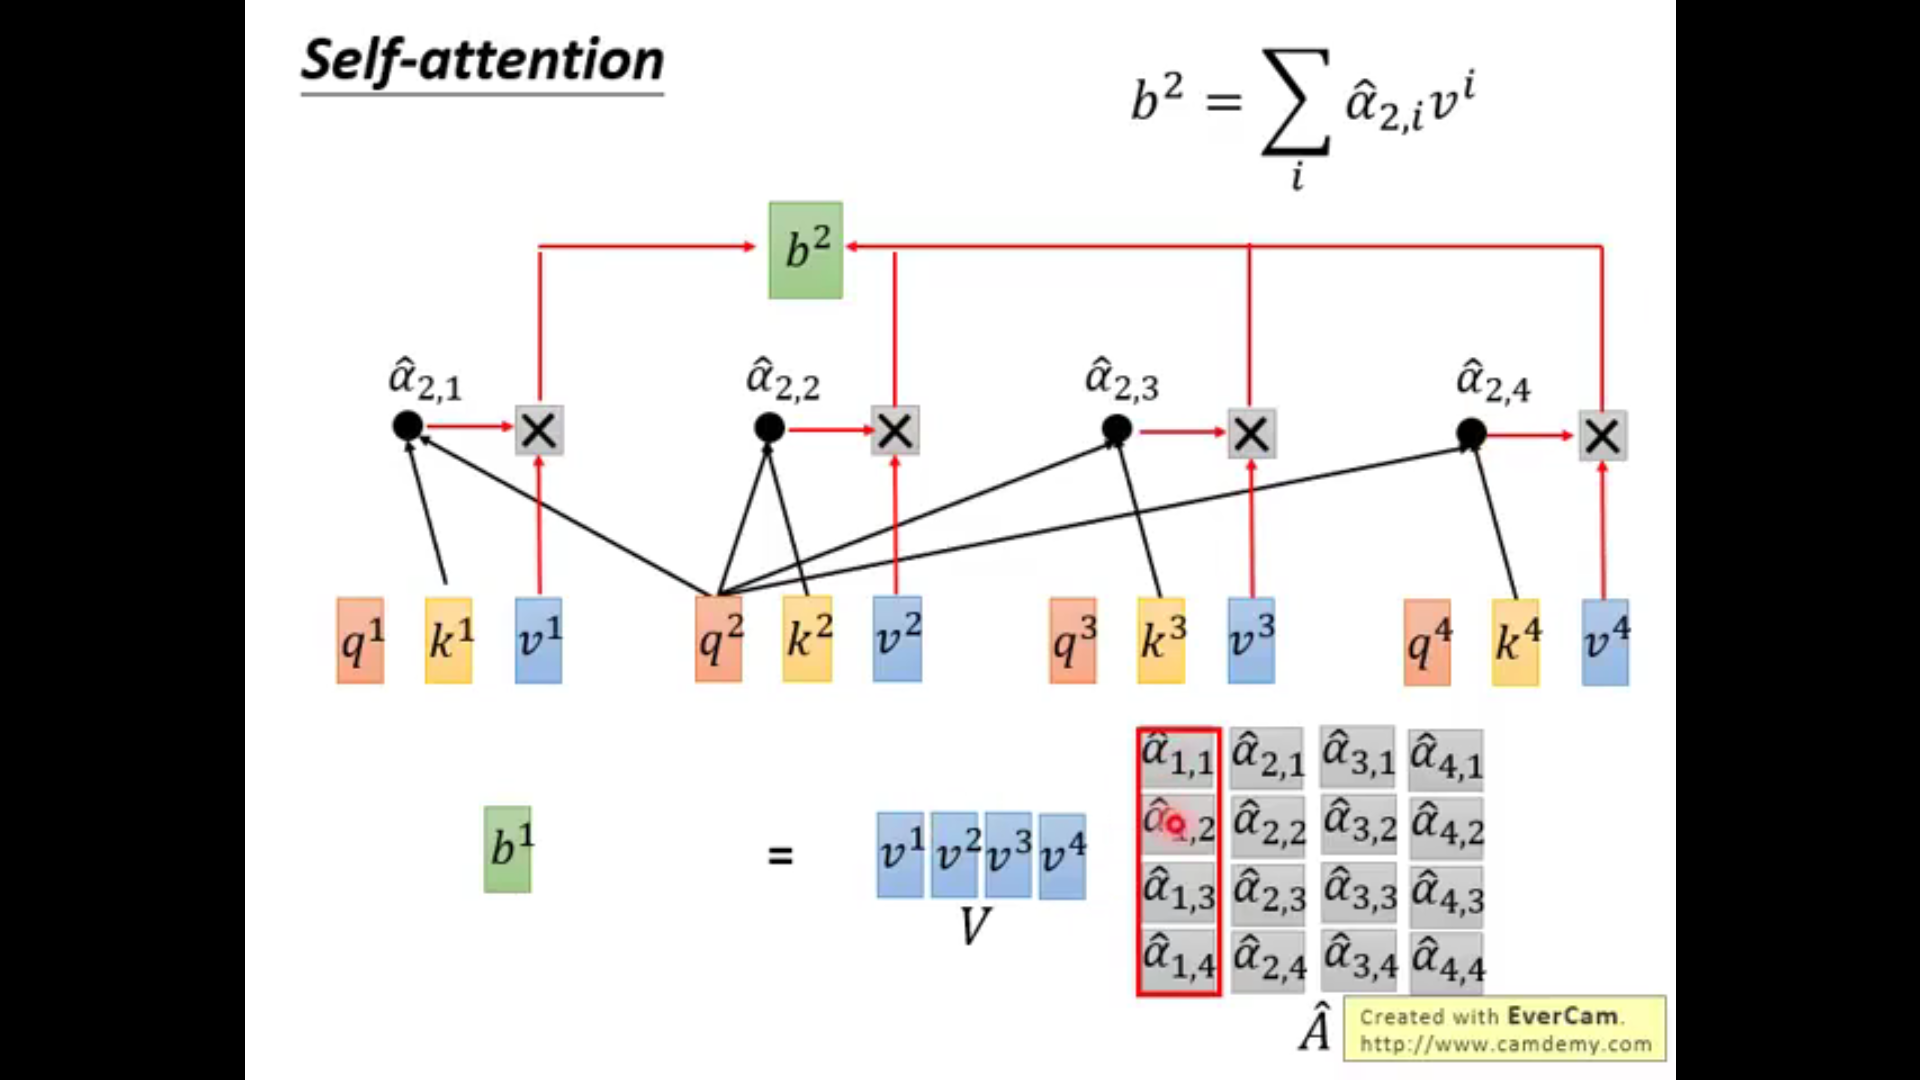 Self-attention
b² = ∑ᵢ α̂₂,ᵢvⁱ
b²
α̂₂,₁ α̂₂,₂ α̂₂,₃ α̂₂,₄
q¹ k¹ v¹ q² k² v² q³ k³ v³ q⁴ k⁴ v⁴
α̂₁,₁ α̂₂,₁ α̂₃,₁ α̂₄,₁
α̂₁,₂ α̂₂,₂ α̂₃,₂ α̂₄,₂
b¹ = v¹ v² v³ v⁴
α̂₁,₃ α̂₂,₃ α̂₃,₃ α̂₄,₃
V
α̂₁,₄ α̂₂,₄ α̂₃,₄ α̂₄,₄
Â
Created with EverCam.
http://www.camdemy.com